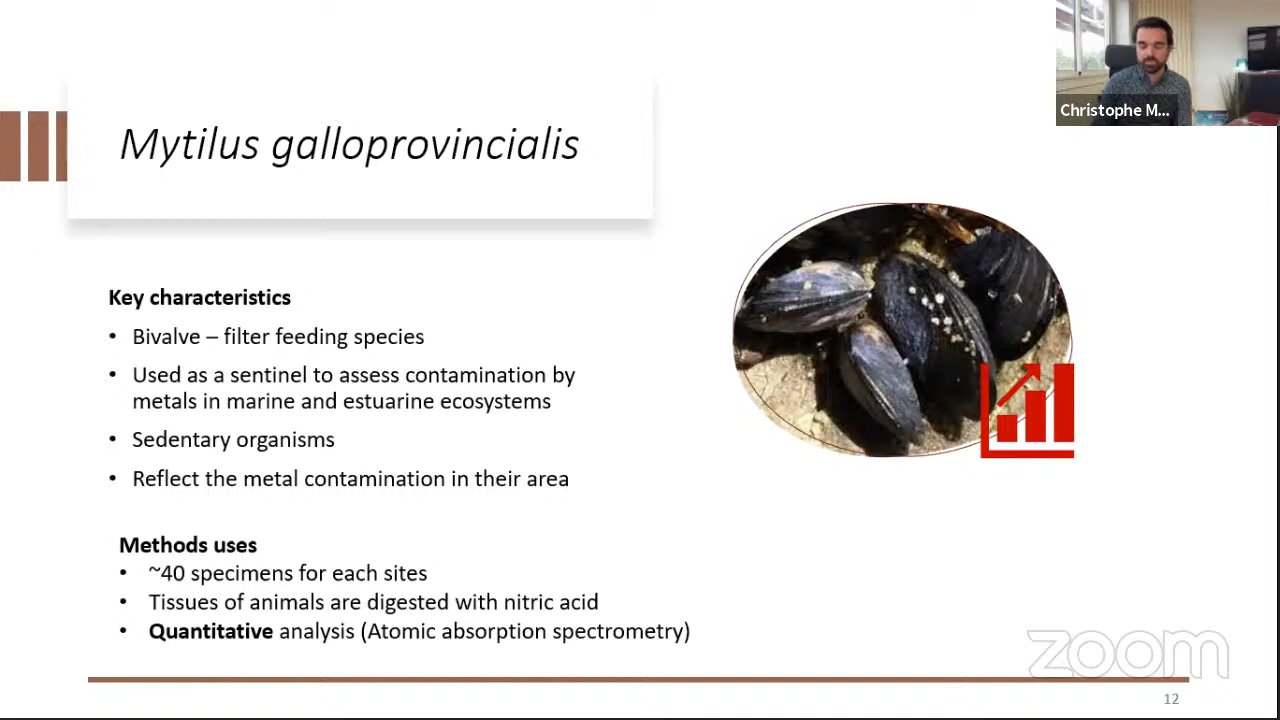 Christophe M...
Mytilus galloprovincialis
Key characteristics
• Bivalve – filter feeding species
• Used as a sentinel to assess contamination by
metals in marine and estuarine ecosystems
• Sedentary organisms
• Reflect the metal contamination in their area
Methods uses
• ~40 specimens for each sites
• Tissues of animals are digested with nitric acid
• Quantitative analysis (Atomic absorption spectrometry)
zoom
12